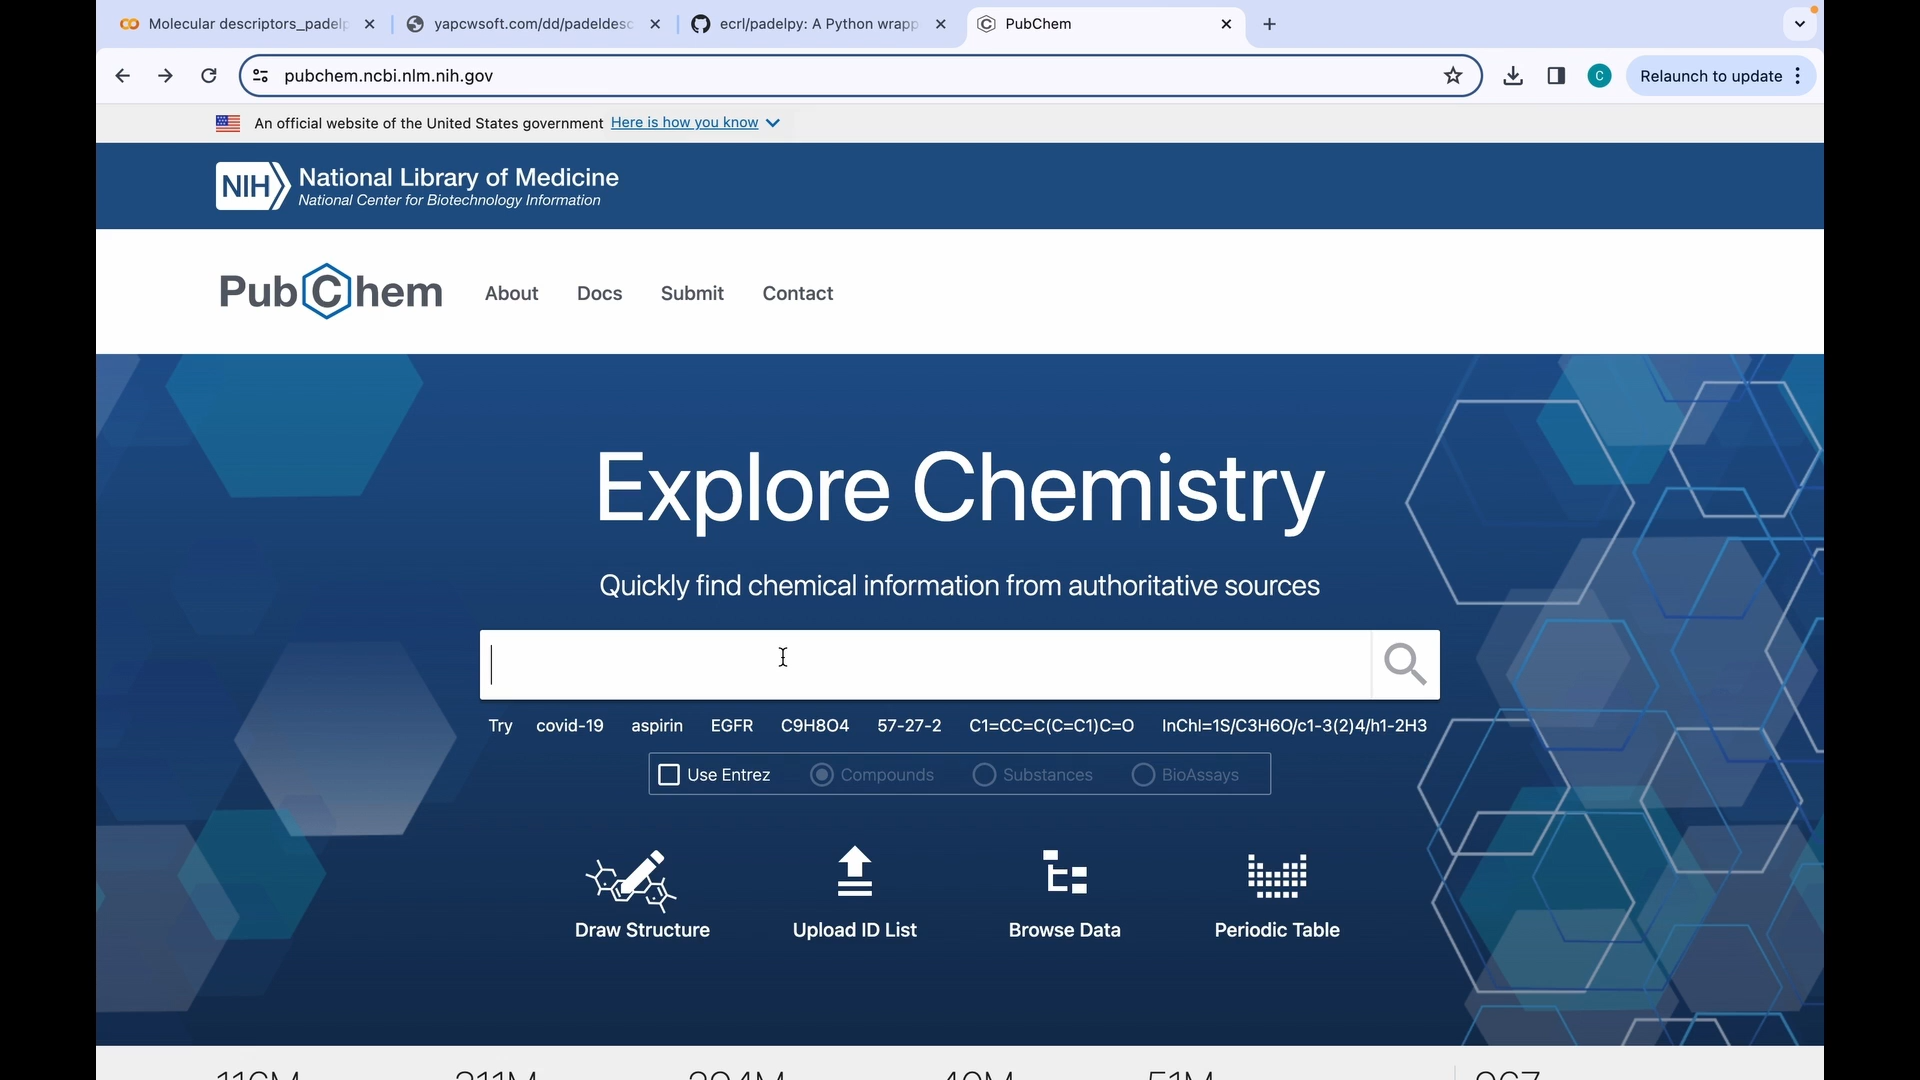 Molecular descriptors_padelp
yapcwsoft.com/dd/padeldesc
ecrl/padelpy: A Python wrapp
PubChem
pubchem.ncbi.nlm.nih.gov
C
Relaunch to update
An official website of the United States government Here is how you know
NIH National Library of Medicine
National Center for Biotechnology Information
PubChem About Docs Submit Contact
Explore Chemistry
Quickly find chemical information from authoritative sources
Try covid-19 aspirin EGFR C9H8O4 57-27-2 C1=CC=C(C=C1)C=O InChI=1S/C3H6O/c1-3(2)4/h1-2H3
Use Entrez Compounds Substances BioAssays
Draw Structure Upload ID List Browse Data Periodic Table